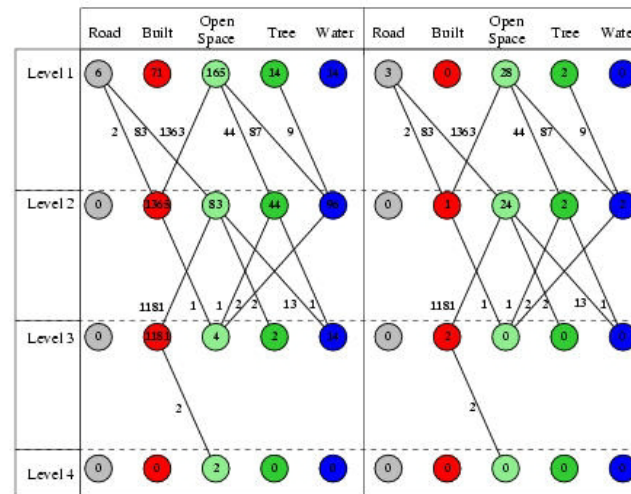 Road Built Open Space Tree Water Road Built Open Space Tree Water
Level 1 6 71 165 14 14 3 0 28 2 0
2 83 1363 44 87 9 2 83 1363 44 87 9
Level 2 0 1365 83 44 96 0 1 24 2 2
1181 1 1 2 2 13 1 1181 1 1 2 2 13 1
Level 3 0 1181 4 2 14 0 2 0 0 0
2 2
Level 4 0 0 2 0 0 0 0 0 0 0